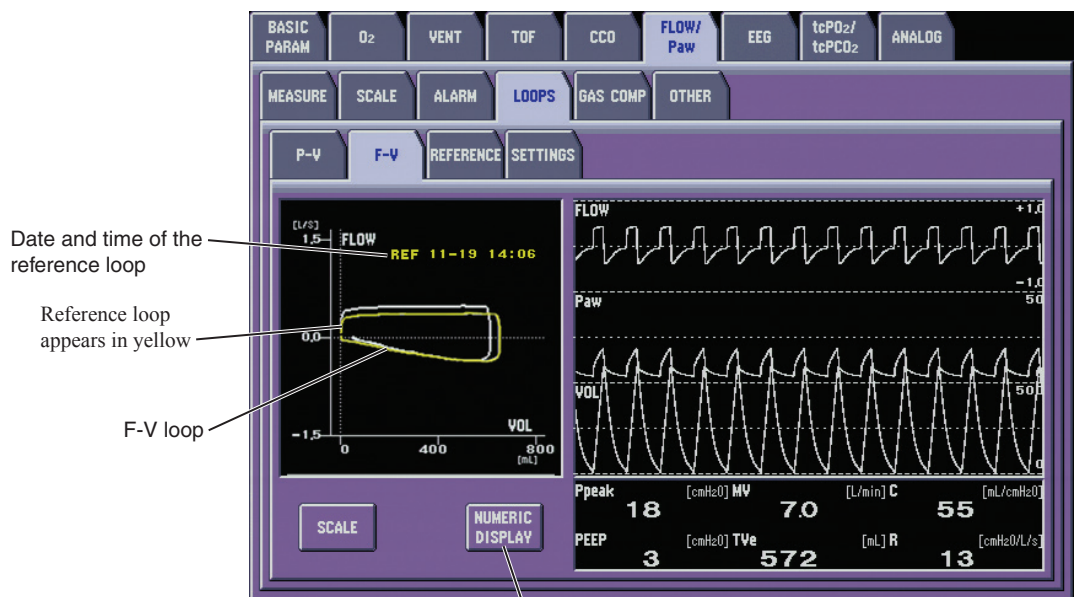 BASIC PARAM
O2
VENT
TOF
CCO
FLOW/ Paw
EEG
tcPO2/ tcPCO2
ANALOG
MEASURE
SCALE
ALARM
LOOPS
GAS COMP
OTHER
P-V
F-V
REFERENCE
SETTINGS
Date and time of the
reference loop
Reference loop
appears in yellow
F-V loop
[L/S]
1.5
FLOW
REF 11-19 14:06
0.0
-1.5
VOL
0
400
800
[mL]
SCALE
NUMERIC
DISPLAY
FLOW
+1.0
-1.0
Paw
50
VOL
500
0
Ppeak [cmH2O] MV [L/min] C [mL/cmH2O]
18 7.0 55
PEEP [cmH2O] TVe [mL] R [cmH2O/L/s]
3 572 13